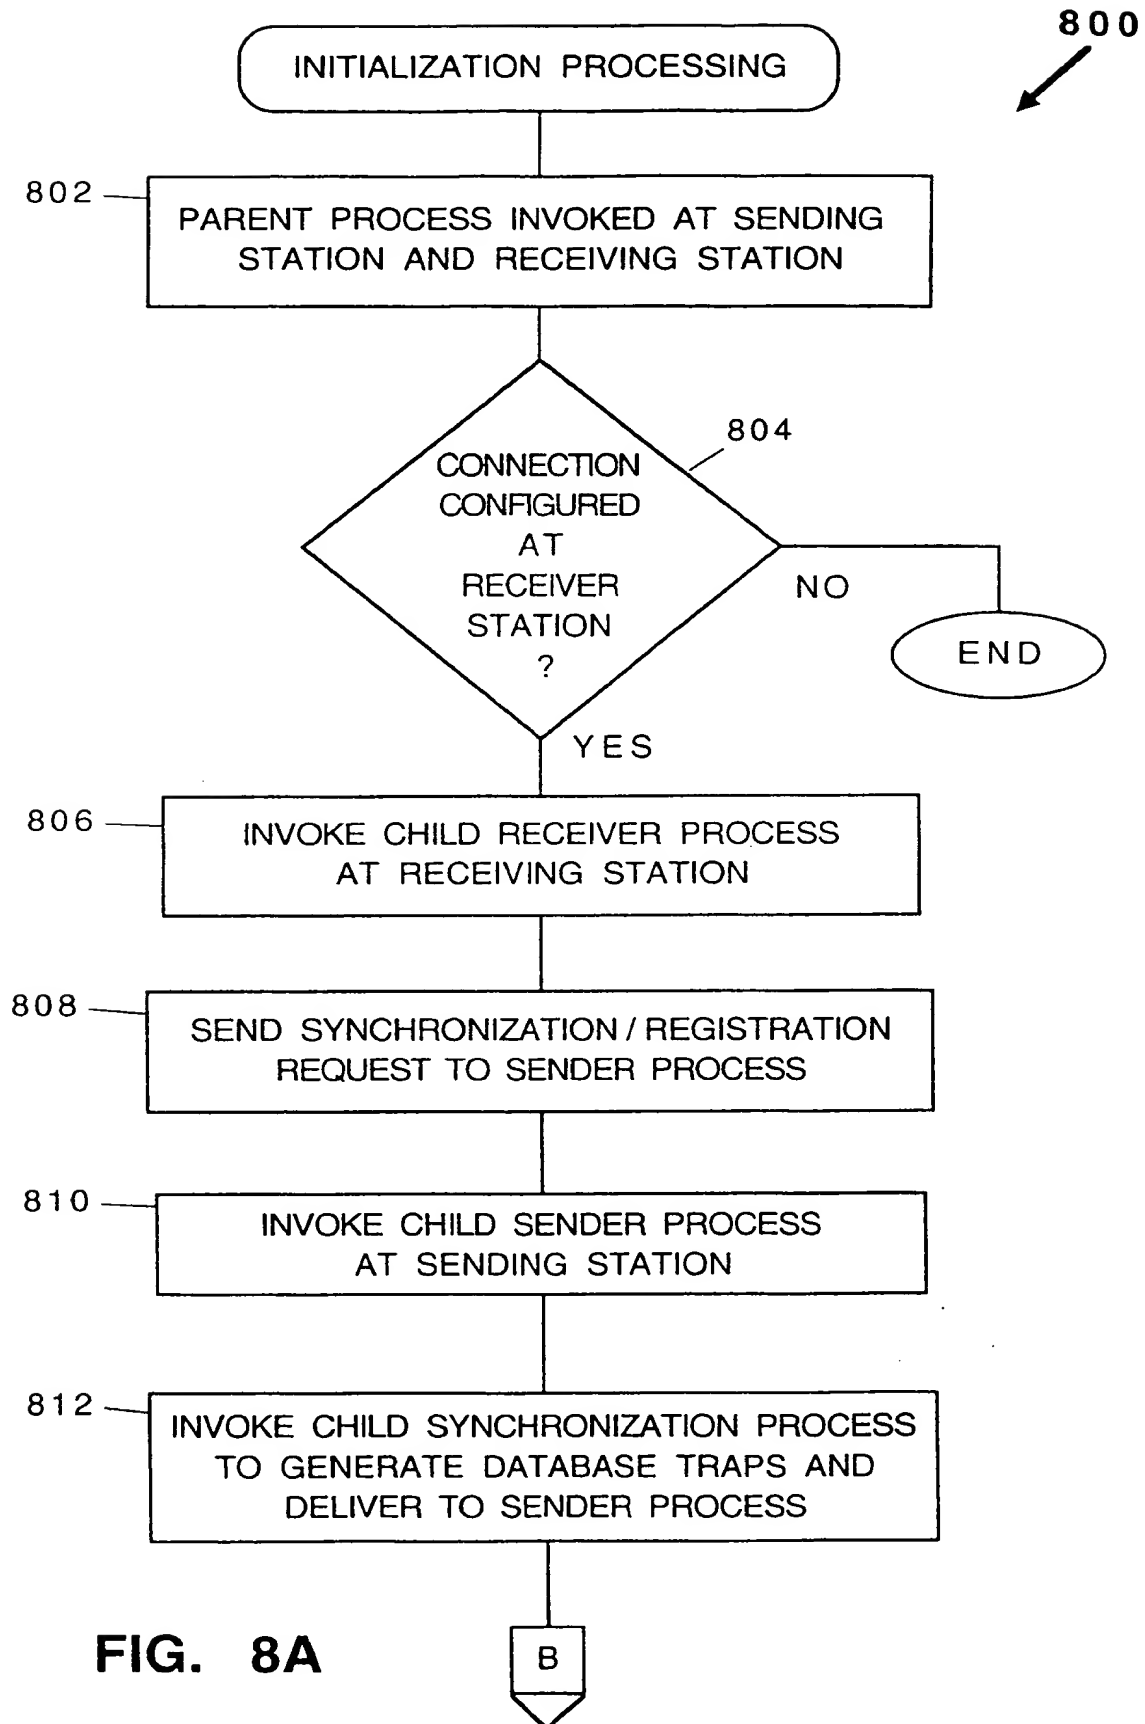 800
INITIALIZATION PROCESSING
802
PARENT PROCESS INVOKED AT SENDING
STATION AND RECEIVING STATION
804
CONNECTION
CONFIGURED
AT
RECEIVER
STATION
?
NO
END
YES
806
INVOKE CHILD RECEIVER PROCESS
AT RECEIVING STATION
808
SEND SYNCHRONIZATION / REGISTRATION
REQUEST TO SENDER PROCESS
810
INVOKE CHILD SENDER PROCESS
AT SENDING STATION
812
INVOKE CHILD SYNCHRONIZATION PROCESS
TO GENERATE DATABASE TRAPS AND
DELIVER TO SENDER PROCESS
B
FIG. 8A